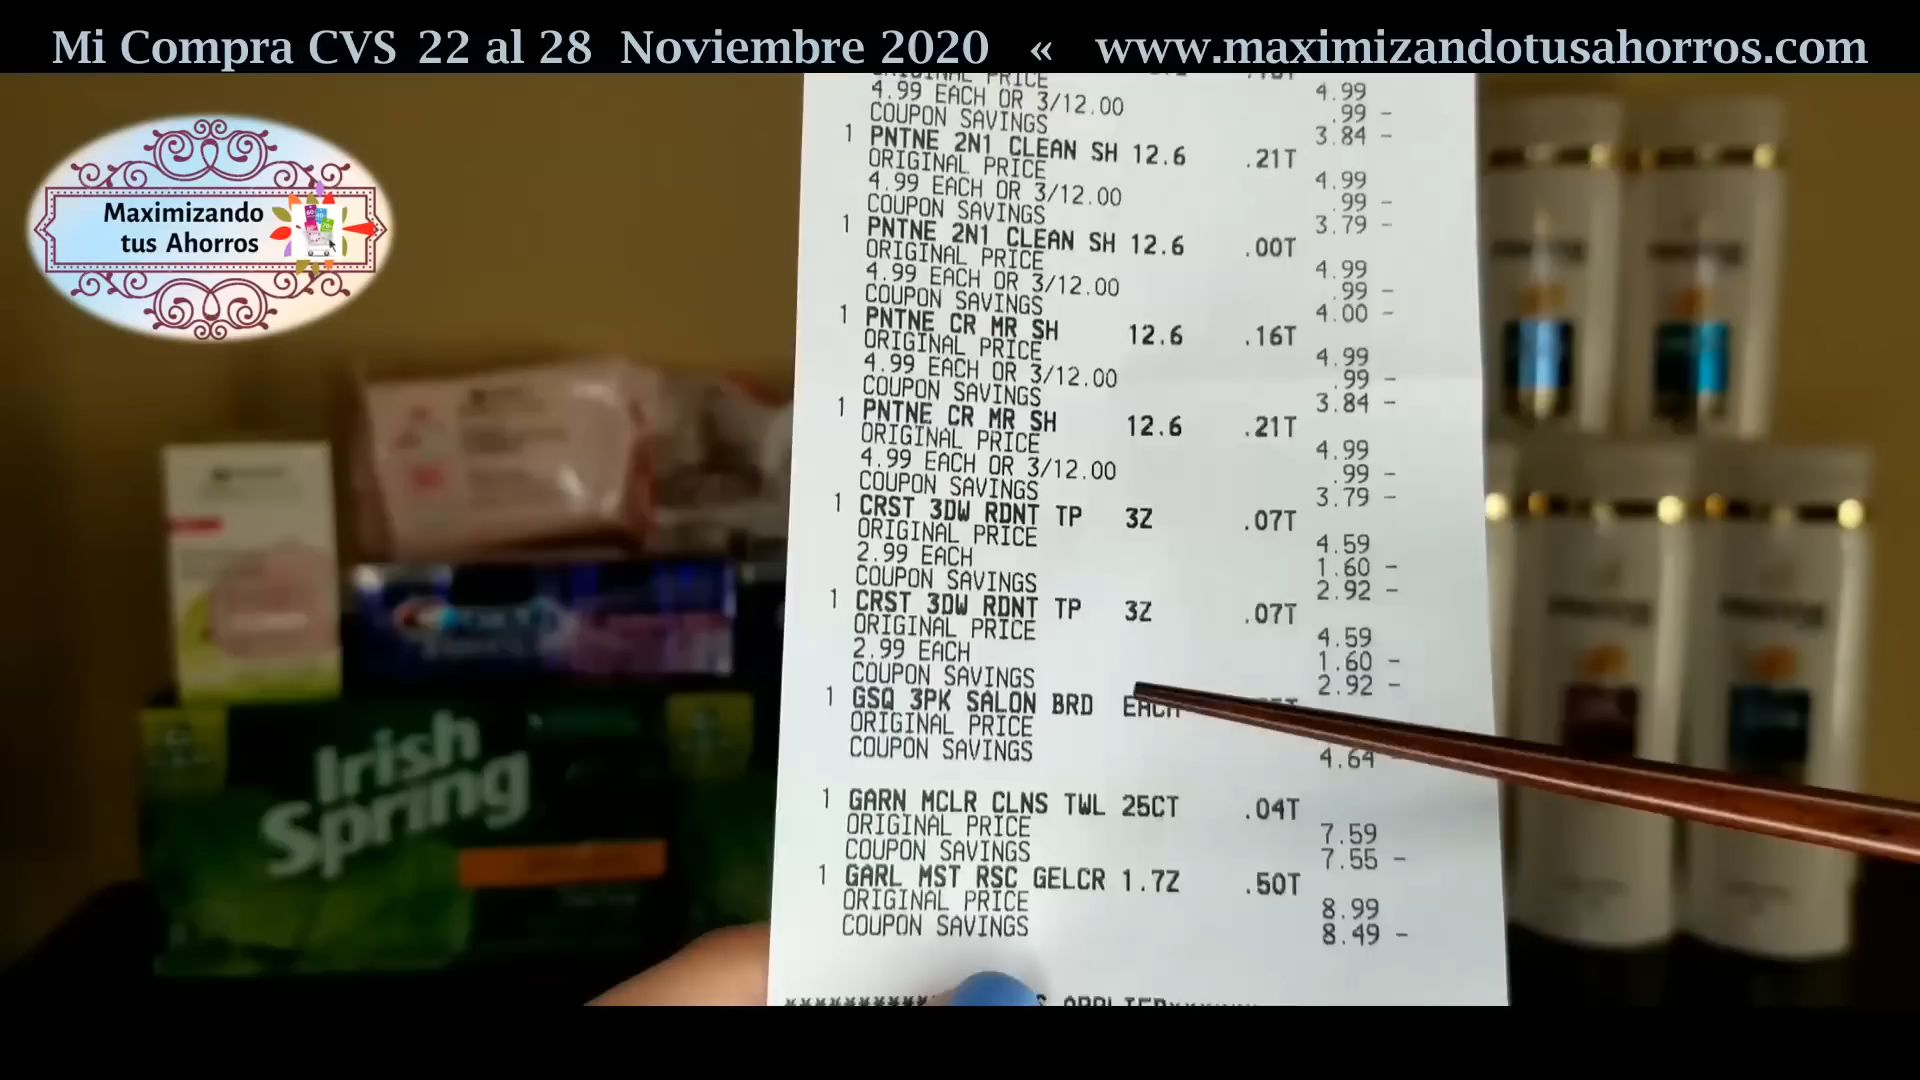 Mi Compra CVS 22 al 28 Noviembre 2020 « www.maximizandotusahorros.com
Maximizando
tus Ahorros
ORIGINAL PRICE 4.99
4.99 EACH OR 3/12.00 .99 -
COUPON SAVINGS 3.84 -
1 PNTNE 2N1 CLEAN SH 12.6 .21T
ORIGINAL PRICE 4.99
4.99 EACH OR 3/12.00 .99 -
COUPON SAVINGS 3.79 -
1 PNTNE 2N1 CLEAN SH 12.6 .00T
ORIGINAL PRICE 4.99
4.99 EACH OR 3/12.00 .99 -
COUPON SAVINGS 4.00 -
1 PNTNE CR MR SH 12.6 .16T
ORIGINAL PRICE 4.99
4.99 EACH OR 3/12.00 .99 -
COUPON SAVINGS 3.84 -
1 PNTNE CR MR SH 12.6 .21T
ORIGINAL PRICE 4.99
4.99 EACH OR 3/12.00 .99 -
COUPON SAVINGS 3.79 -
1 CRST 3DW RDNT TP 3Z .07T
ORIGINAL PRICE 4.59
2.99 EACH 1.60 -
COUPON SAVINGS 2.92 -
1 CRST 3DW RDNT TP 3Z .07T
ORIGINAL PRICE 4.59
2.99 EACH 1.60 -
COUPON SAVINGS 2.92 -
1 GSQ 3PK SALON BRD EACH
ORIGINAL PRICE
COUPON SAVINGS 4.64
1 GARN MCLR CLNS TWL 25CT .04T
ORIGINAL PRICE 7.59
COUPON SAVINGS 7.55 -
1 GARL MST RSC GELCR 1.7Z .50T
ORIGINAL PRICE 8.99
COUPON SAVINGS 8.49 -
APPLIED
Irish
Spring